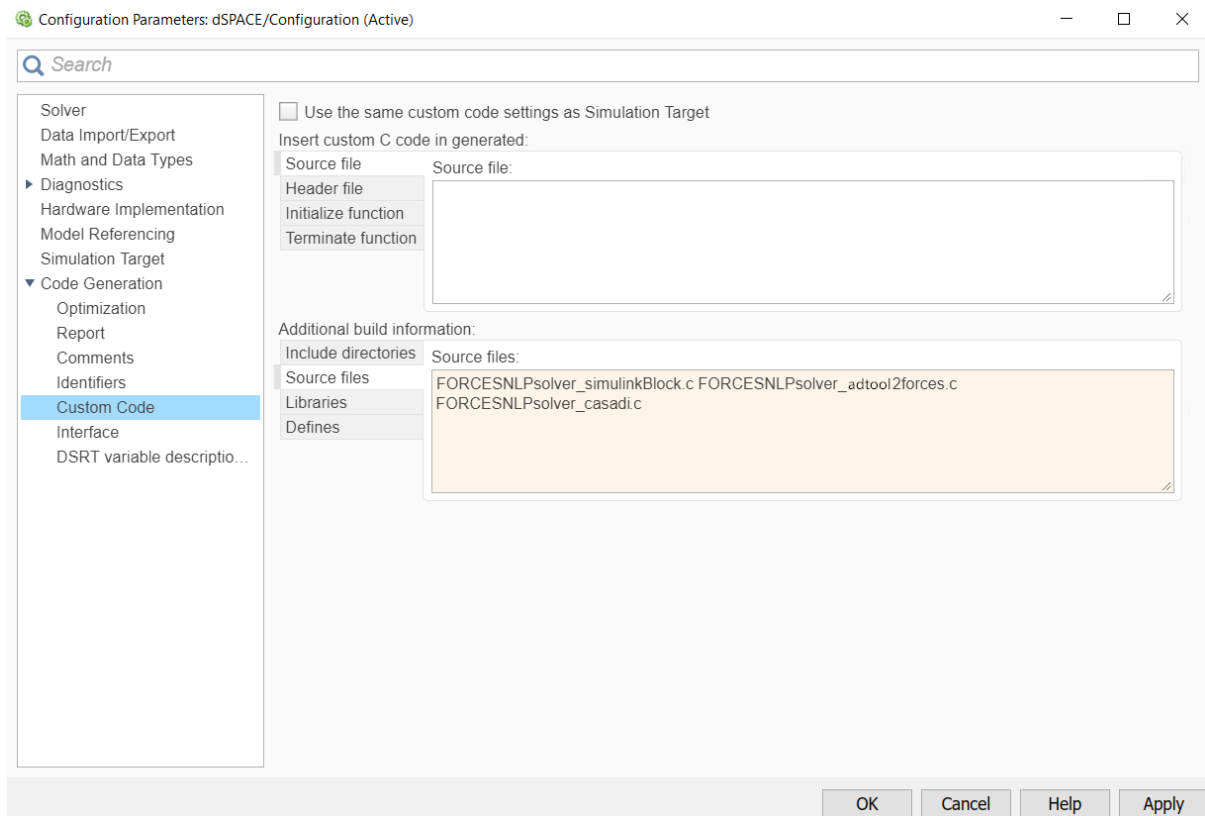 Configuration Parameters: dSPACE/Configuration (Active)
Search
Solver
Data Import/Export
Math and Data Types
Diagnostics
Hardware Implementation
Model Referencing
Simulation Target
Code Generation
Optimization
Report
Comments
Identifiers
Custom Code
Interface
DSRT variable descriptio...
Use the same custom code settings as Simulation Target
Insert custom C code in generated:
Source file
Header file
Initialize function
Terminate function
Source file:
Additional build information:
Include directories
Source files
Libraries
Defines
Source files:
FORCESNLPsolver_simulinkBlock.c FORCESNLPsolver_adtool2forces.c
FORCESNLPsolver_casadi.c
OK
Cancel
Help
Apply